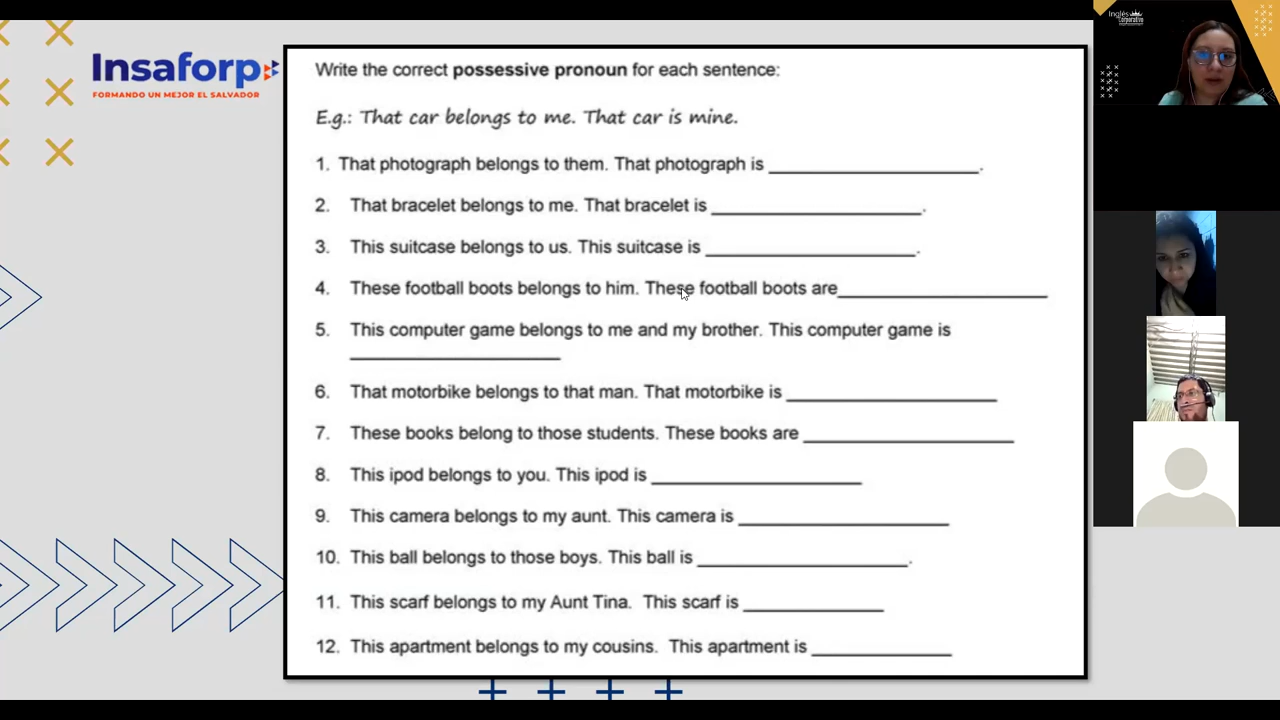 Insaforp
FORMANDO UN MEJOR EL SALVADOR
Write the correct possessive pronoun for each sentence:
E.g.: That car belongs to me. That car is mine.
1. That photograph belongs to them. That photograph is ____________________.
2. That bracelet belongs to me. That bracelet is ____________________.
3. This suitcase belongs to us. This suitcase is ____________________.
4. These football boots belongs to him. These football boots are____________________
5. This computer game belongs to me and my brother. This computer game is
____________________
6. That motorbike belongs to that man. That motorbike is ____________________
7. These books belong to those students. These books are ____________________
8. This ipod belongs to you. This ipod is ____________________
9. This camera belongs to my aunt. This camera is ____________________
10. This ball belongs to those boys. This ball is ____________________.
11. This scarf belongs to my Aunt Tina. This scarf is _____________
12. This apartment belongs to my cousins. This apartment is _____________
Inglés
Corporativo